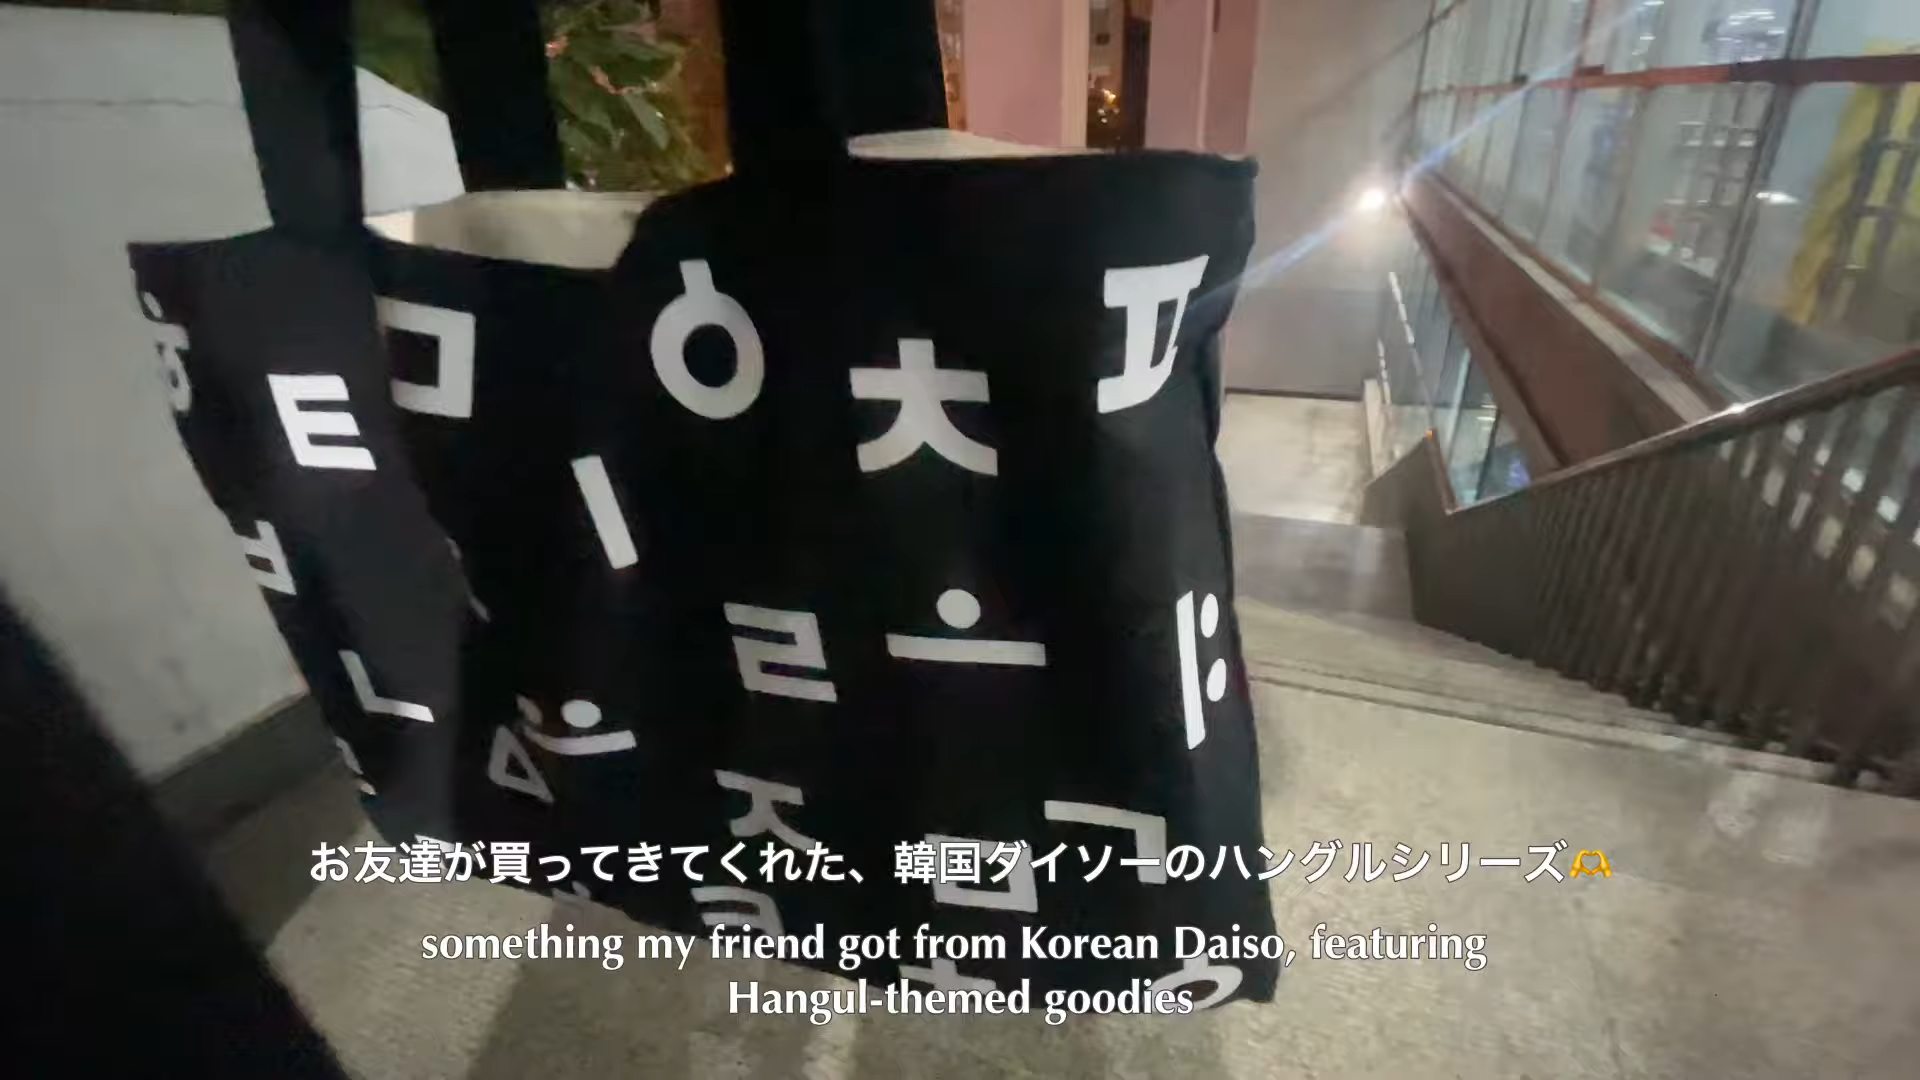 ㅍ
ㆁ
ㅊ
ㅁ
ㅌ
ㅣ
ㅂ
ㄹ
ㄴ
ㅈ
ㄱ
お友達が買ってきてくれた、韓国ダイソーのハングルシリーズ🫶
something my friend got from Korean Daiso, featuring
Hangul-themed goodies